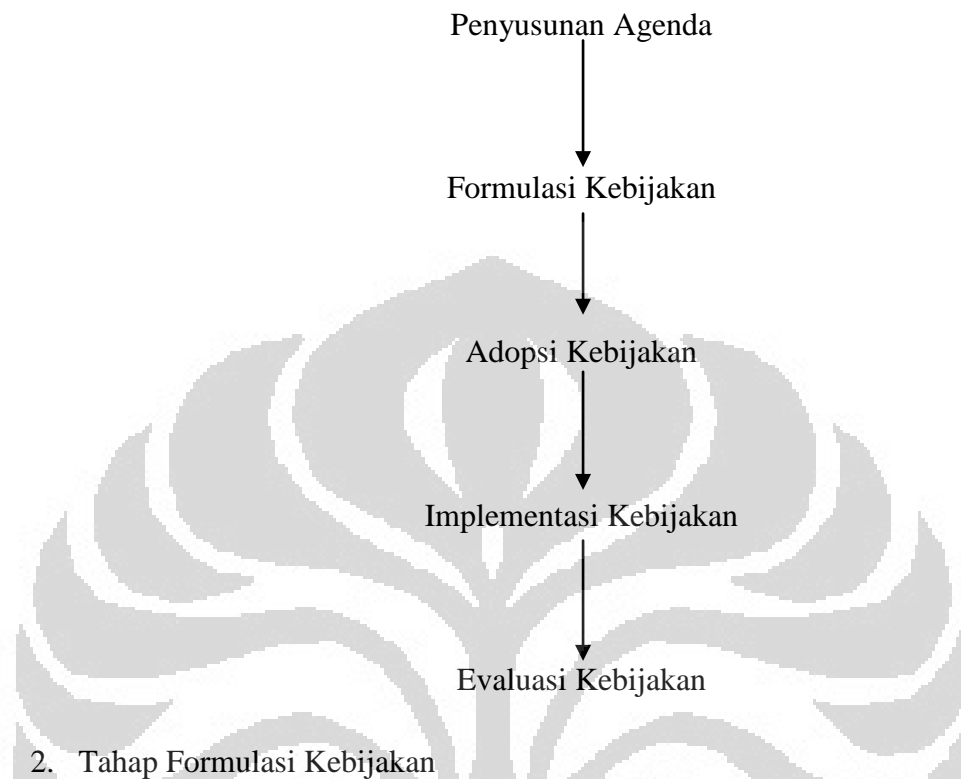 Penyusunan Agenda
Formulasi Kebijakan
Adopsi Kebijakan
Implementasi Kebijakan
Evaluasi Kebijakan
2. Tahap Formulasi Kebijakan